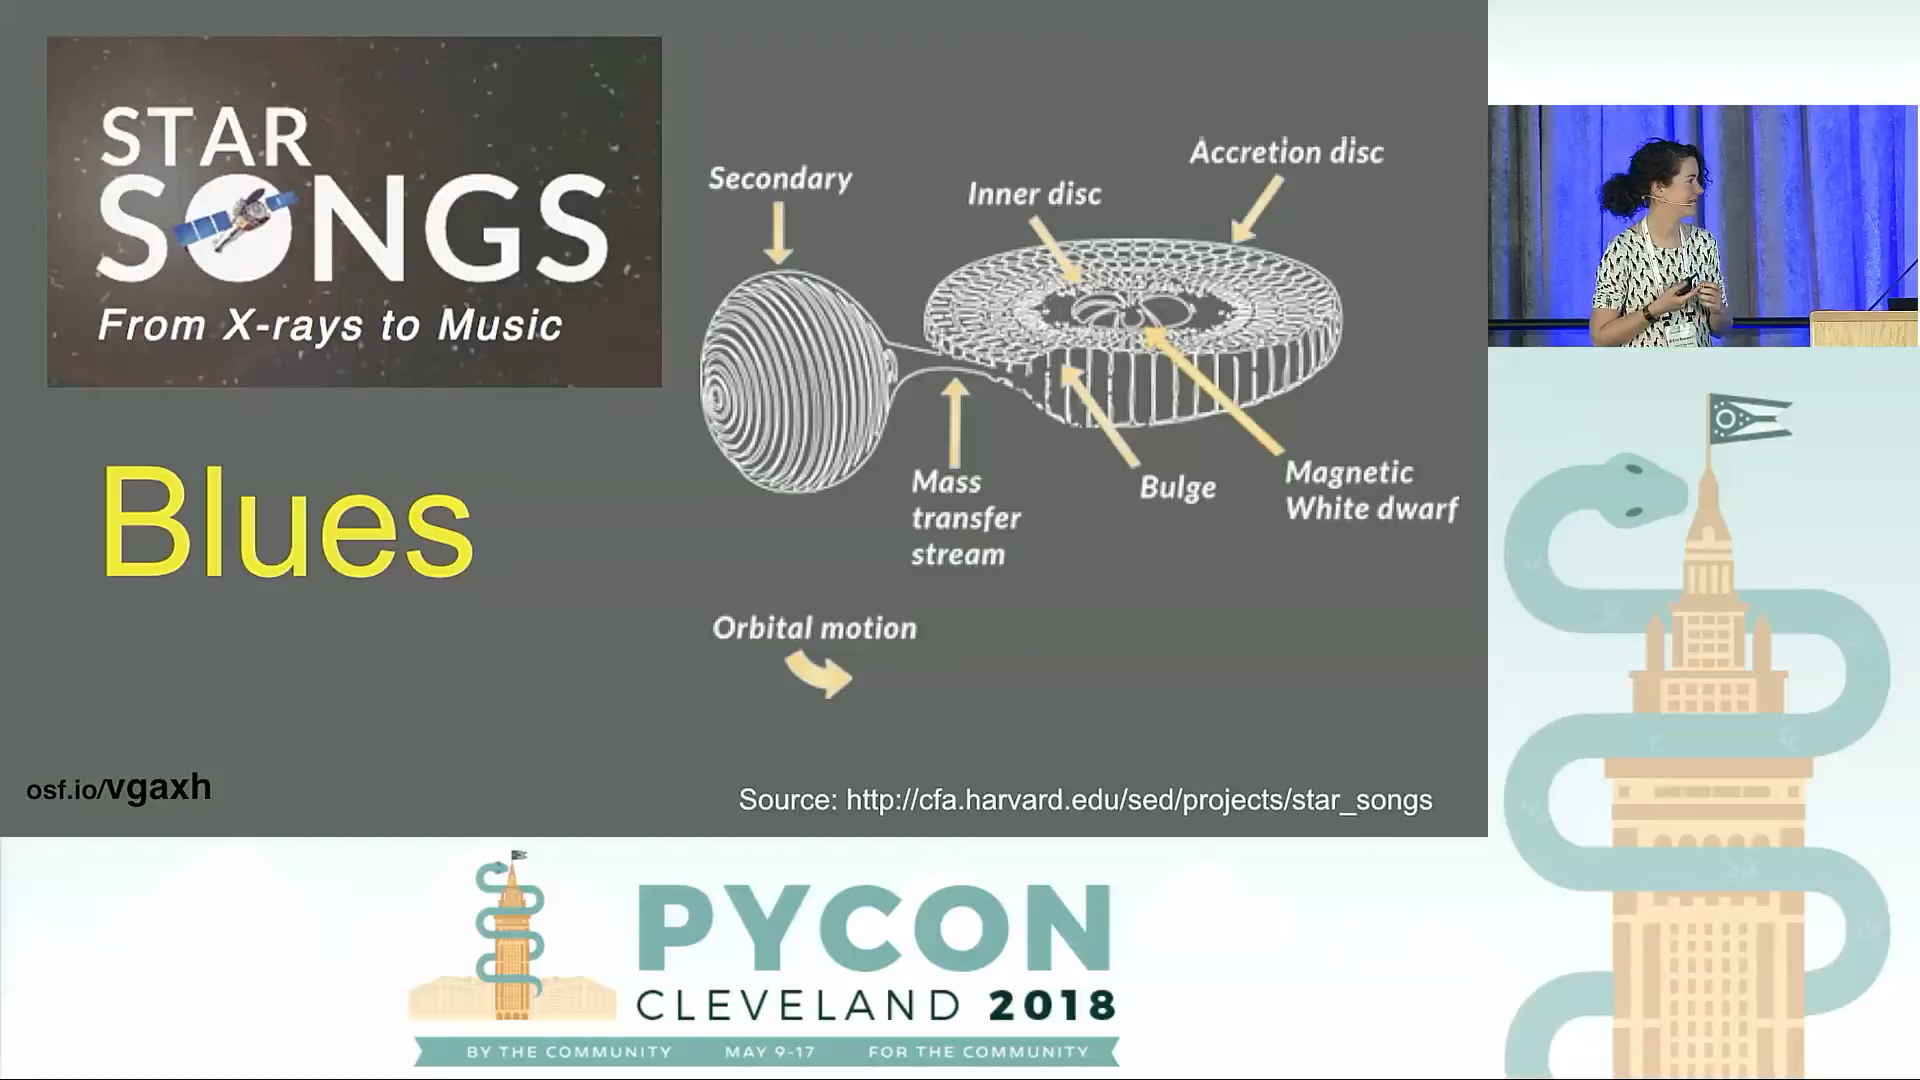 STAR
SONGS
From X-rays to Music
Blues
Secondary
Inner disc
Accretion disc
Mass
transfer
stream
Bulge
Magnetic
White dwarf
Orbital motion
osf.io/vgaxh
Source: http://cfa.harvard.edu/sed/projects/star_songs
PYCON
CLEVELAND 2018
BY THE COMMUNITY MAY 9-17 FOR THE COMMUNITY